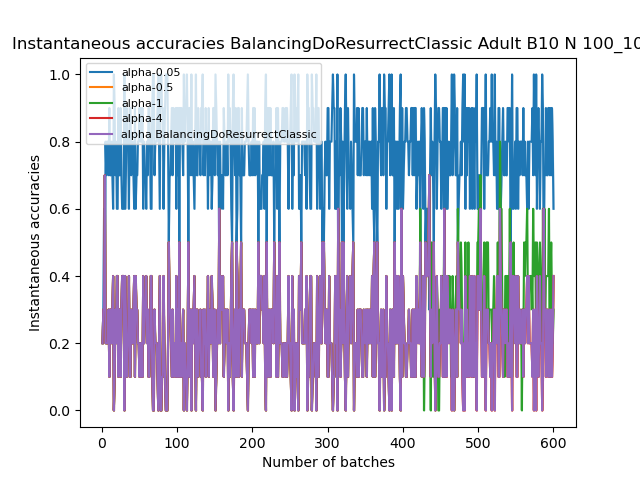 Instantaneous accuracies BalancingDoResurrectClassic Adult B10 N 100_10
1.0
0.8
0.6
0.4
0.2
0.0
Instantaneous accuracies
alpha-0.05
alpha-0.5
alpha-1
alpha-4
alpha BalancingDoResurrectClassic
0 100 200 300 400 500 600
Number of batches